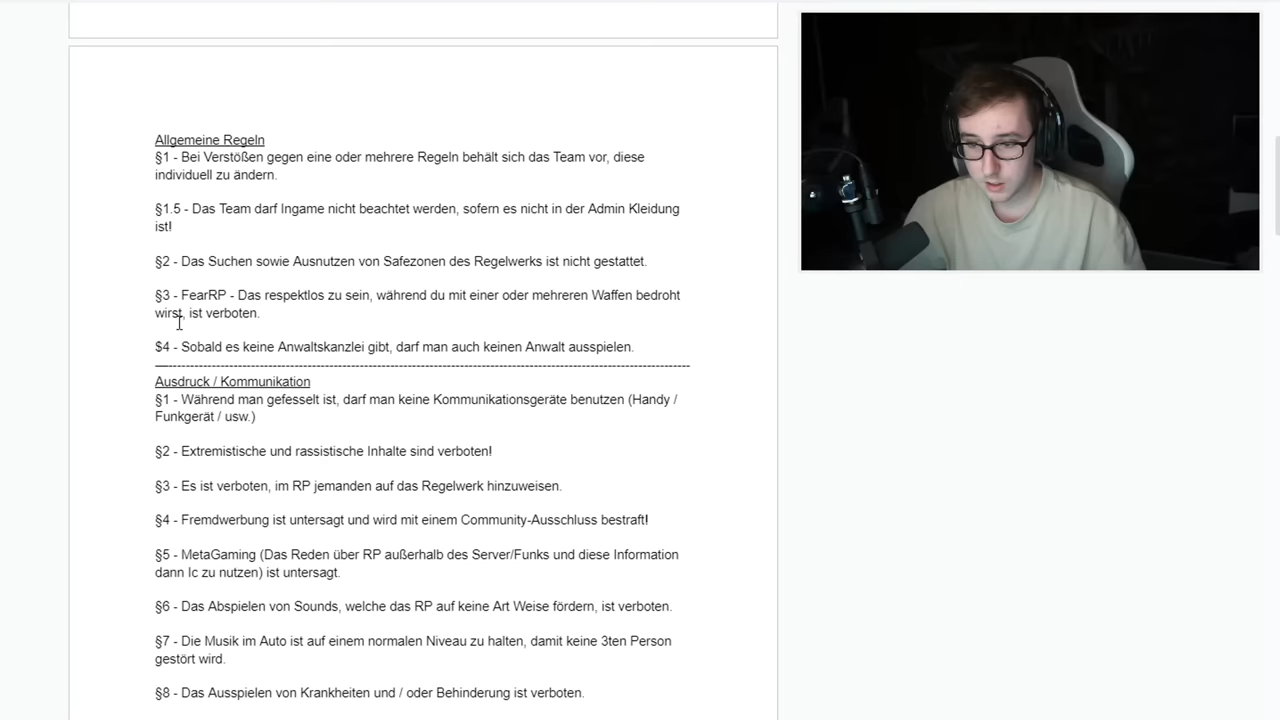 Allgemeine Regeln
§1 - Bei Verstößen gegen eine oder mehrere Regeln behält sich das Team vor, diese
individuell zu ändern.
§1.5 - Das Team darf Ingame nicht beachtet werden, sofern es nicht in der Admin Kleidung
ist!
§2 - Das Suchen sowie Ausnutzen von Safezonen des Regelwerks ist nicht gestattet.
§3 - FearRP - Das respektlos zu sein, während du mit einer oder mehreren Waffen bedroht
wirst, ist verboten.
$4 - Sobald es keine Anwaltskanzlei gibt, darf man auch keinen Anwalt ausspielen.
Ausdruck / Kommunikation
§1 - Während man gefesselt ist, darf man keine Kommunikationsgeräte benutzen (Handy /
Funkgerät / usw.)
§2 - Extremistische und rassistische Inhalte sind verboten!
§3 - Es ist verboten, im RP jemanden auf das Regelwerk hinzuweisen.
§4 - Fremdwerbung ist untersagt und wird mit einem Community-Ausschluss bestraft!
§5 - MetaGaming (Das Reden über RP außerhalb des Server/Funks und diese Information
dann Ic zu nutzen) ist untersagt.
§6 - Das Abspielen von Sounds, welche das RP auf keine Art Weise fördern, ist verboten.
§7 - Die Musik im Auto ist auf einem normalen Niveau zu halten, damit keine 3ten Person
gestört wird.
§8 - Das Ausspielen von Krankheiten und / oder Behinderung ist verboten.